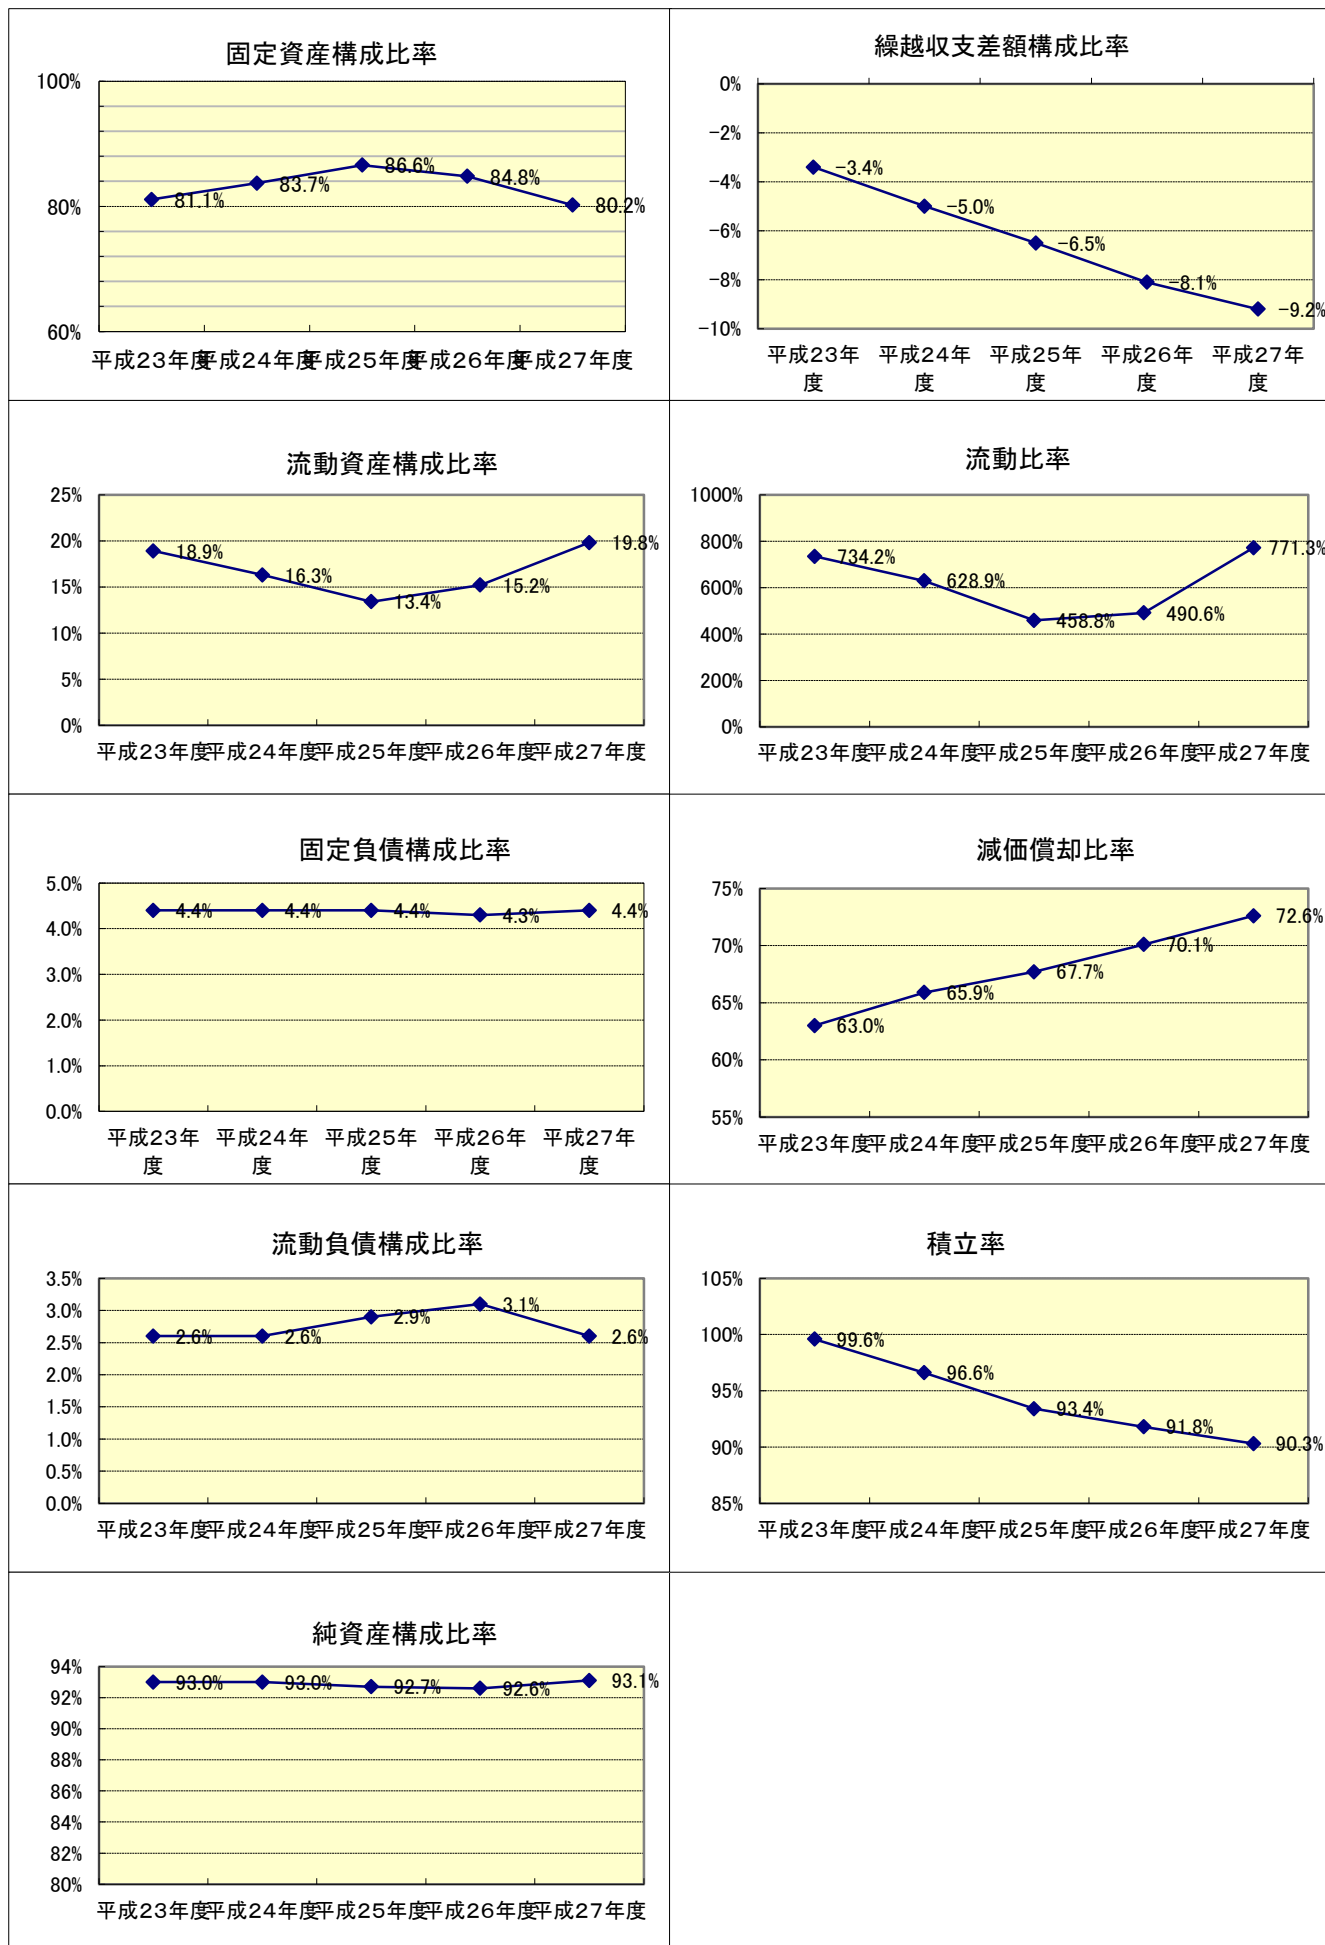 固定資産構成比率
100%
80%
60%
81.1%
83.7%
86.6%
84.8%
80.2%
平成23年度
平成24年度
平成25年度
平成26年度
平成27年度
繰越収支差額構成比率
0%
-2%
-4%
-6%
-8%
-10%
-3.4%
-5.0%
-6.5%
-8.1%
-9.2%
平成23年度
平成24年度
平成25年度
平成26年度
平成27年度
流動資産構成比率
25%
20%
15%
10%
5%
0%
18.9%
16.3%
13.4%
15.2%
19.8%
平成23年度
平成24年度
平成25年度
平成26年度
平成27年度
流動比率
1000%
800%
600%
400%
200%
0%
734.2%
628.9%
458.8%
490.6%
771.3%
平成23年度
平成24年度
平成25年度
平成26年度
平成27年度
固定負債構成比率
5.0%
4.0%
3.0%
2.0%
1.0%
0.0%
4.4%
4.4%
4.4%
4.3%
4.4%
平成23年度
平成24年度
平成25年度
平成26年度
平成27年度
減価償却比率
75%
70%
65%
60%
55%
63.0%
65.9%
67.7%
70.1%
72.6%
平成23年度
平成24年度
平成25年度
平成26年度
平成27年度
流動負債構成比率
3.5%
3.0%
2.5%
2.0%
1.5%
1.0%
0.5%
0.0%
2.6%
2.6%
2.9%
3.1%
2.6%
平成23年度
平成24年度
平成25年度
平成26年度
平成27年度
積立率
105%
100%
95%
90%
85%
99.6%
96.6%
93.4%
91.8%
90.3%
平成23年度
平成24年度
平成25年度
平成26年度
平成27年度
純資産構成比率
94%
92%
90%
88%
86%
84%
82%
80%
93.0%
93.0%
92.7%
92.6%
93.1%
平成23年度
平成24年度
平成25年度
平成26年度
平成27年度